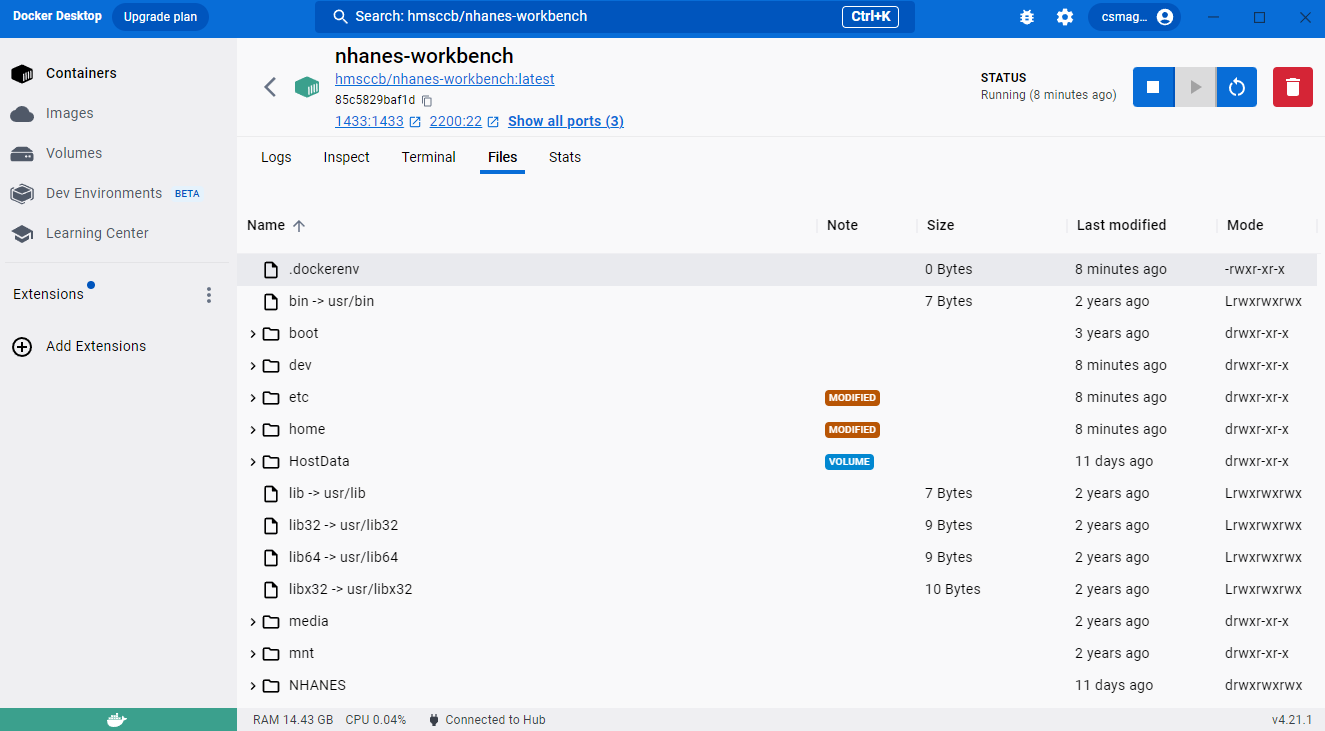 Docker Desktop Upgrade plan Search: hmsccb/nhanes-workbench Ctrl+K csmag...
Containers
Images
Volumes
Dev Environments BETA
Learning Center
Extensions
Add Extensions
nhanes-workbench
hmsccb/nhanes-workbench:latest
85c5829baf1d
1433:1433 2200:22 Show all ports (3)
STATUS
Running (8 minutes ago)
Logs Inspect Terminal Files Stats
Name Note Size Last modified Mode
.dockerenv 0 Bytes 8 minutes ago -rwxr-xr-x
bin -> usr/bin 7 Bytes 2 years ago Lrwxrwxrwx
boot 3 years ago drwxr-xr-x
dev 8 minutes ago drwxr-xr-x
etc MODIFIED 8 minutes ago drwxr-xr-x
home MODIFIED 8 minutes ago drwxr-xr-x
HostData VOLUME 11 days ago drwxr-xr-x
lib -> usr/lib 7 Bytes 2 years ago Lrwxrwxrwx
lib32 -> usr/lib32 9 Bytes 2 years ago Lrwxrwxrwx
lib64 -> usr/lib64 9 Bytes 2 years ago Lrwxrwxrwx
libx32 -> usr/libx32 10 Bytes 2 years ago Lrwxrwxrwx
media 2 years ago drwxr-xr-x
mnt 2 years ago drwxr-xr-x
NHANES 11 days ago drwxrwxrwx
RAM 14.43 GB CPU 0.04% Connected to Hub v4.21.1